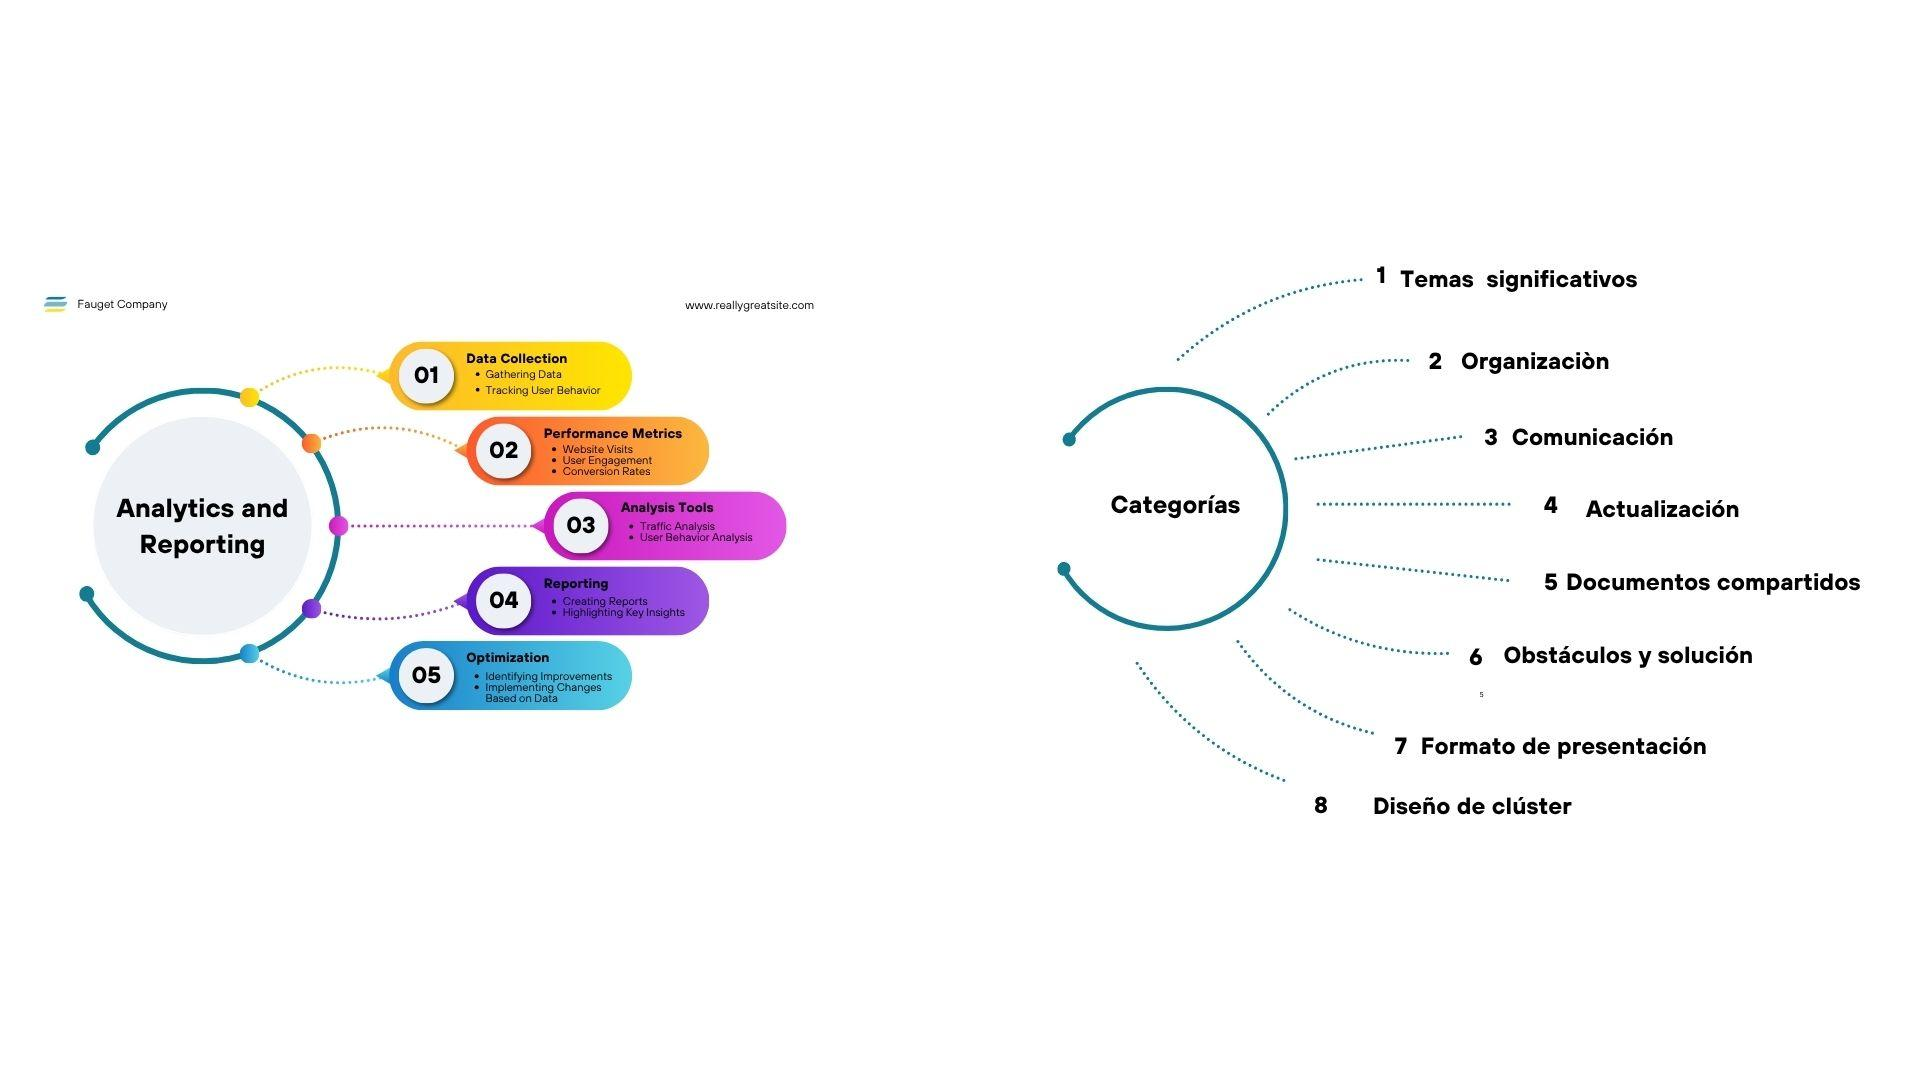 Fauget Company
www.reallygreatsite.com
Analytics and
Reporting
01
Data Collection
• Gathering Data
• Tracking User Behavior
02
Performance Metrics
• Website Visits
• User Engagement
• Conversion Rates
03
Analysis Tools
• Traffic Analysis
• User Behavior Analysis
04
Reporting
• Creating Reports
• Highlighting Key Insights
05
Optimization
• Identifying Improvements
• Implementing Changes
Based on Data
Categorías
1 Temas significativos
2 Organizaciòn
3 Comunicación
4 Actualización
5 Documentos compartidos
6 Obstáculos y solución
5
7 Formato de presentación
8 Diseño de clúster